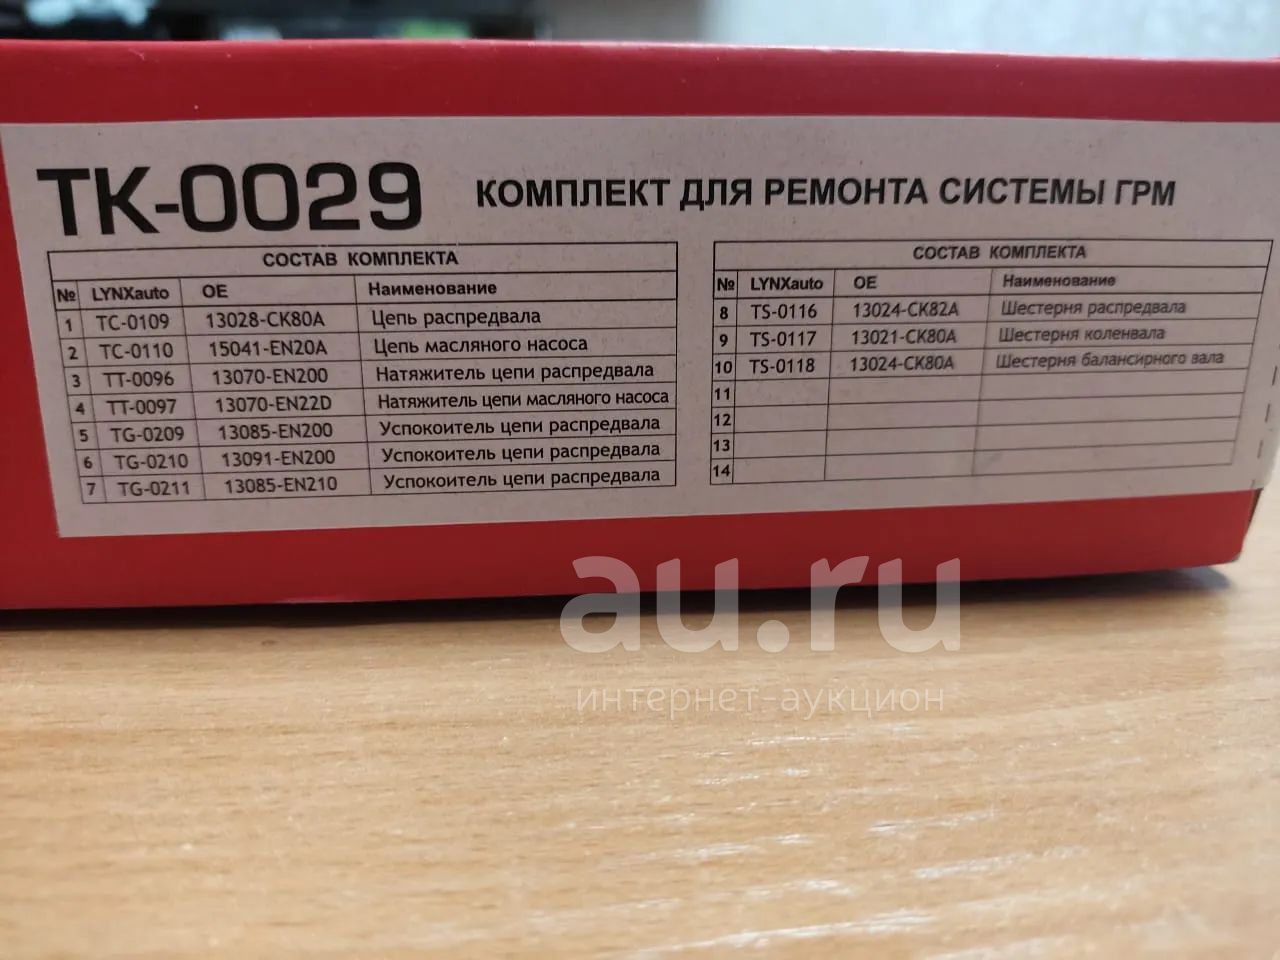 TK-0029 КОМПЛЕКТ ДЛЯ РЕМОНТА СИСТЕМЫ ГРМ
СОСТАВ КОМПЛЕКТА
№ LYNXauto OE Наименование
1 TC-0109 13028-CK80A Цепь распредвала
2 TC-0110 15041-EN20A Цепь масляного насоса
3 TT-0096 13070-EN200 Натяжитель цепи распредвала
4 TT-0097 13070-EN22D Натяжитель цепи масляного насоса
5 TG-0209 13085-EN200 Успокоитель цепи распредвала
6 TG-0210 13091-EN200 Успокоитель цепи распредвала
7 TG-0211 13085-EN210 Успокоитель цепи распредвала
СОСТАВ КОМПЛЕКТА
№ LYNXauto OE Наименование
8 TS-0116 13024-CK82A Шестерня распредвала
9 TS-0117 13021-CK80A Шестерня коленвала
10 TS-0118 13024-CK80A Шестерня балансирного вала
11
12
13
14
au.ru
интернет-аукцион